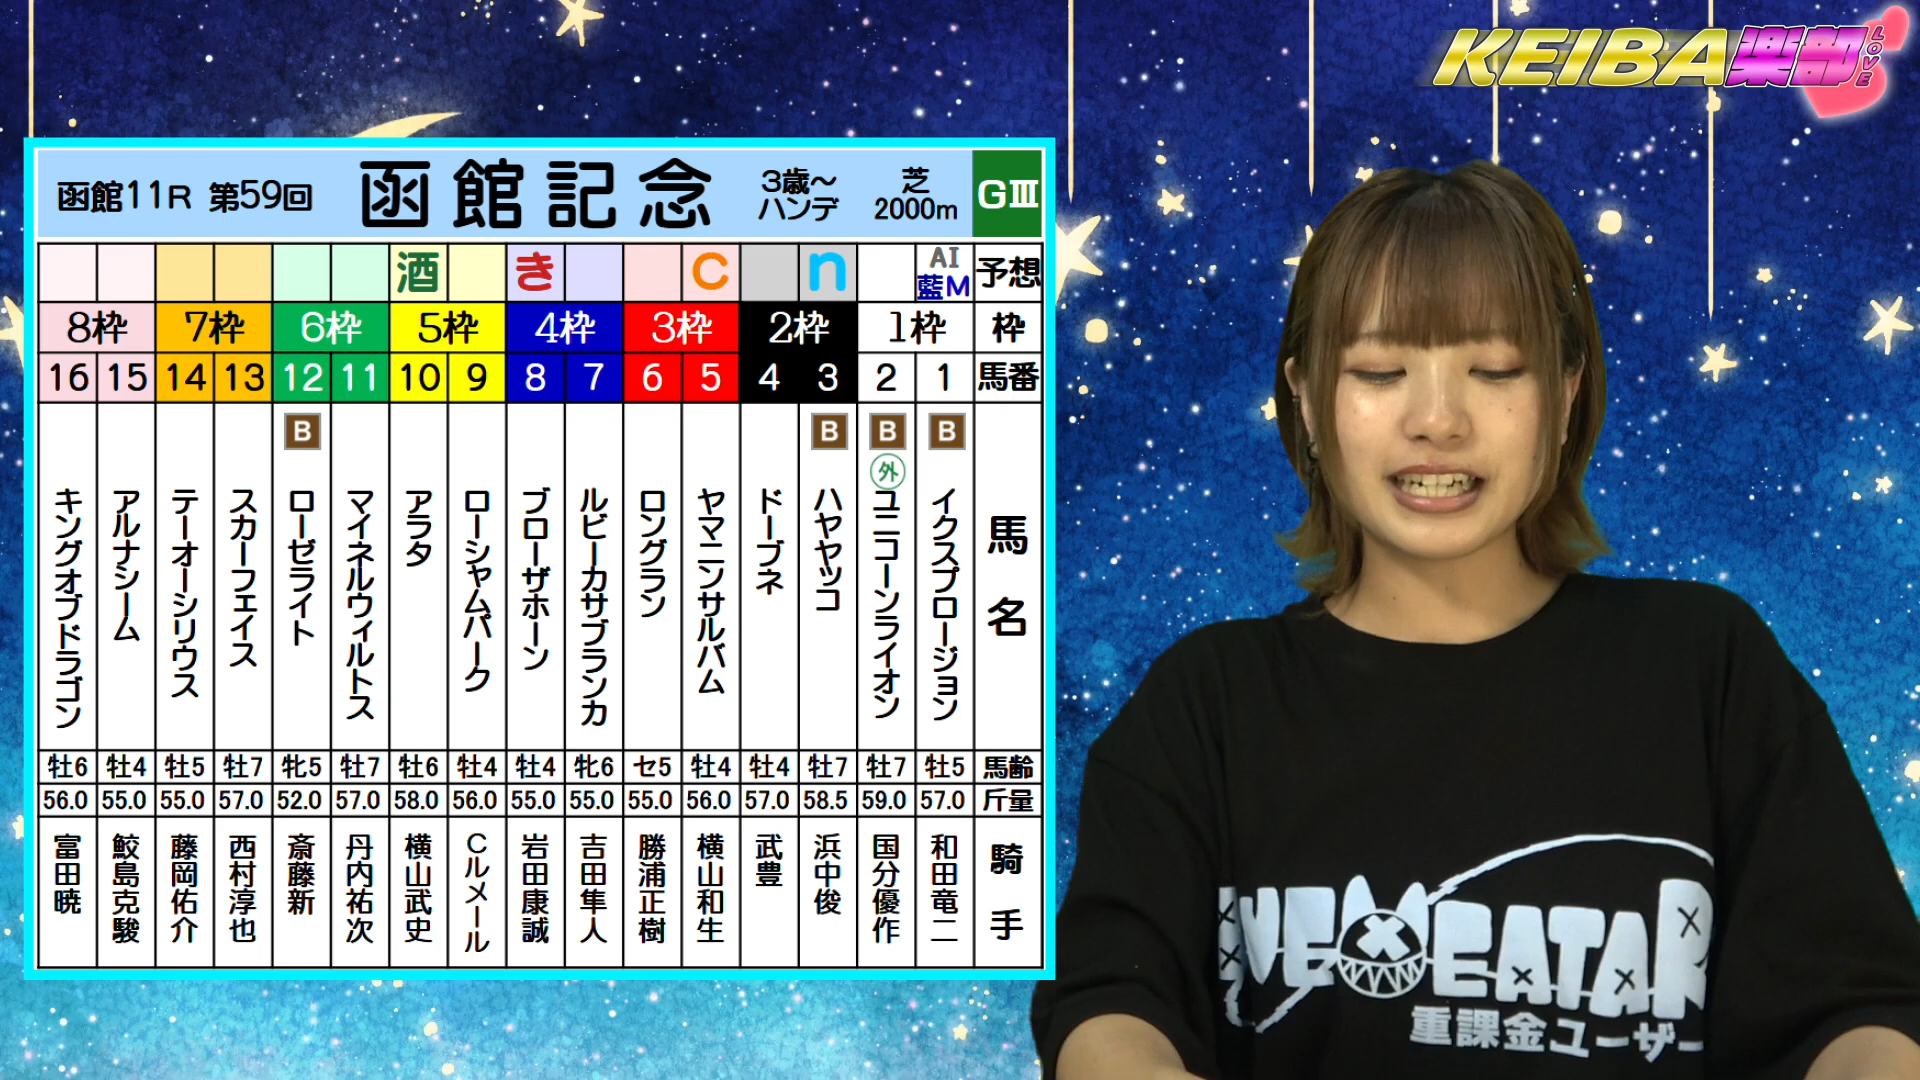 KEIBA楽部
LOVE
函館11R 第59回
函館記念
3歳〜
ハンデ
芝
2000m
GⅢ
酒 き C n AI 藍M 予想
8枠 7枠 6枠 5枠 4枠 3枠 2枠 1枠 枠
16 15 14 13 12 11 10 9 8 7 6 5 4 3 2 1 馬番
B B B B
外
キングオブドラゴン
アルナシーム
テーオーシリウス
スカーフェイス
ローゼライト
マイネルウィルトス
アラタ
ローシャムパーク
ブローザホーン
ルビーカサブランカ
ロングラン
ヤマニンサルバム
ドーブネ
ハヤヤッコ
ユニコーンライオン
イクスプロージョン
馬名
牡6 牡4 牡5 牡7 牝5 牡7 牡6 牡4 牡4 牝6 セ5 牡4 牡4 牡7 牡7 牡5 馬齢
56.0 55.0 55.0 57.0 52.0 57.0 58.0 56.0 55.0 55.0 55.0 56.0 57.0 58.5 59.0 57.0 斤量
富田暁
鮫島克駿
藤岡佑介
西村淳也
斎藤新
丹内祐次
横山武史
Cルメール
岩田康誠
吉田隼人
勝浦正樹
横山和生
武豊
浜中俊
国分優作
和田竜二
騎手
重課金ユーザー